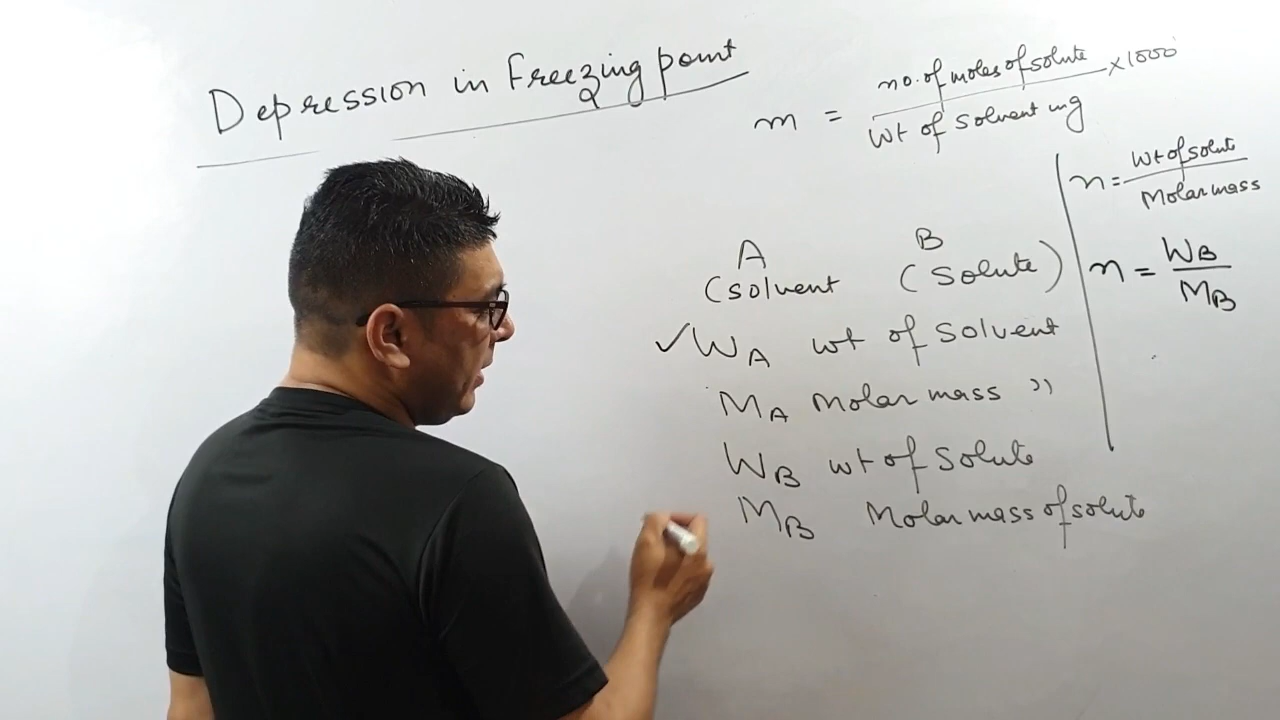 Depression in Freezing point
m = no. of moles of solute / Wt of solvent in g × 1000
n = Wt of solute / Molar mass
n = WB / MB
A B
(solvent (Solute)
✓WA wt of Solvent
MA Molar mass ))
WB wt of Solute
MB Molar mass of solute